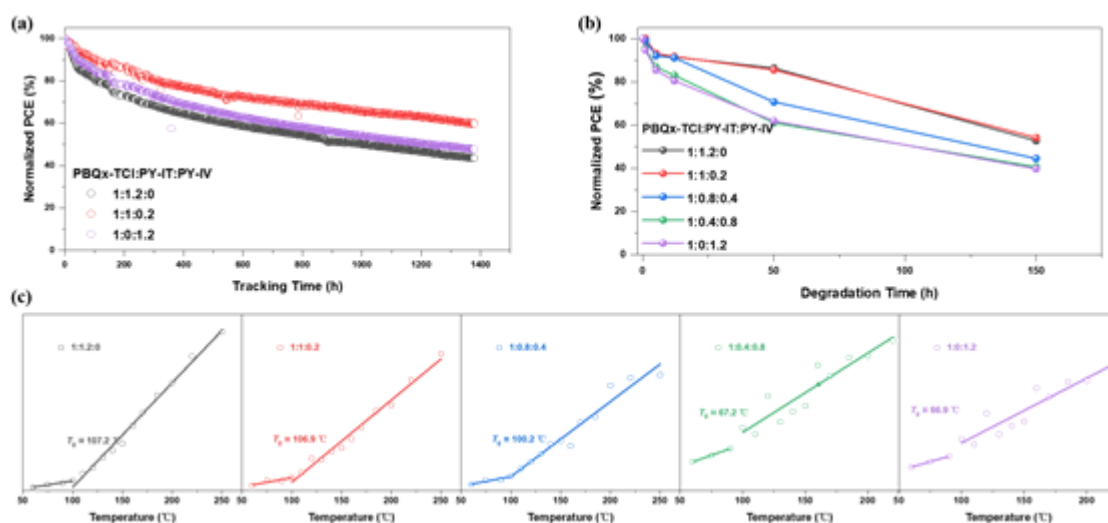 (a)
(b)
100
80
60
40
20
0
Normalized PCE (%)
PBQx-TCI:PY-IT:PY-IV
1:1.2:0
1:1:0.2
1:0:1.2
0 200 400 600 800 1000 1200 1400
Tracking Time (h)
100
80
60
40
20
0
Normalized PCE (%)
PBQx-TCI:PY-IT:PY-IV
1:1.2:0
1:1:0.2
1:0.8:0.4
1:0.4:0.8
1:0:1.2
0 50 100 150
Degradation Time (h)
(c)
1:1.2:0
Tg = 107.2 ℃
50 100 150 200 250
Temperature (℃)
1:1:0.2
Tg = 106.9 ℃
50 100 150 200 250
Temperature (℃)
1:0.8:0.4
Tg = 100.2 ℃
50 100 150 200 250
Temperature (℃)
1:0.4:0.8
Tg = 67.2 ℃
50 100 150 200
Temperature (℃)
1:0:1.2
50 100 150 200
Temperature (℃)